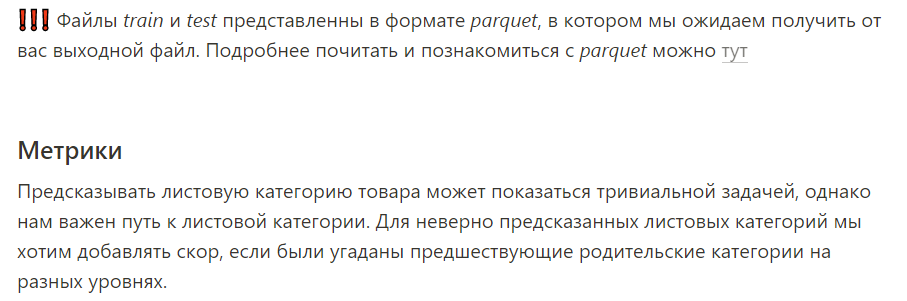 ❗❗❗ Файлы train и test представленны в формате parquet, в котором мы ожидаем получить от
вас выходной файл. Подробнее почитать и познакомиться с parquet можно тут
Метрики
Предсказывать листовую категорию товара может показаться тривиальной задачей, однако
нам важен путь к листовой категории. Для неверно предсказанных листовых категорий мы
хотим добавлять скор, если были угаданы предшествующие родительские категории на
разных уровнях.